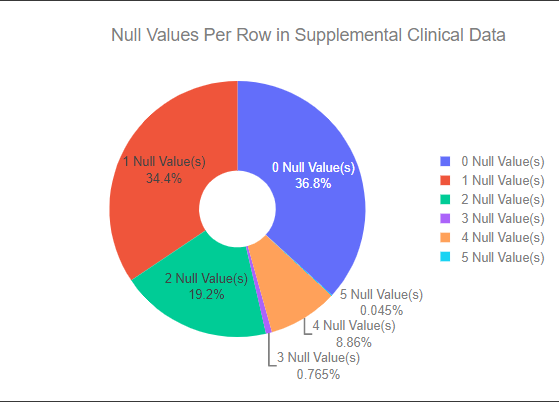 Null Values Per Row in Supplemental Clinical Data
1 Null Value(s)
34.4%
0 Null Value(s)
36.8%
2 Null Value(s)
19.2%
5 Null Value(s)
0.045%
4 Null Value(s)
8.86%
3 Null Value(s)
0.765%
0 Null Value(s)
1 Null Value(s)
2 Null Value(s)
3 Null Value(s)
4 Null Value(s)
5 Null Value(s)